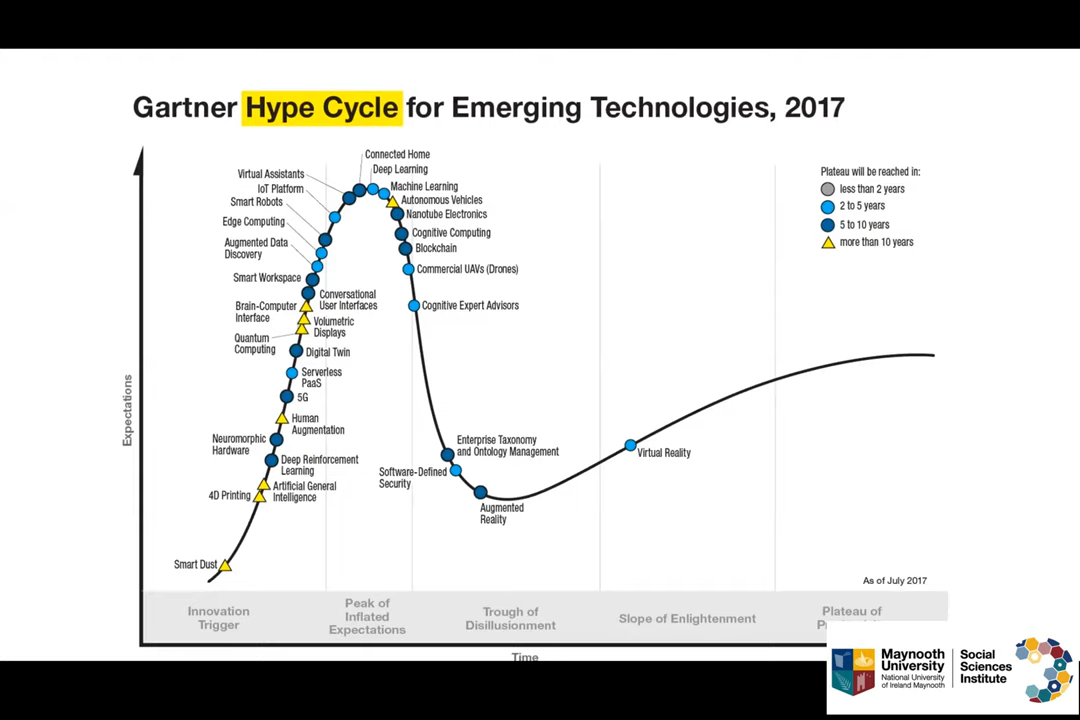 Gartner Hype Cycle for Emerging Technologies, 2017
Connected Home
Deep Learning
Virtual Assistants
Machine Learning
IoT Platform
Autonomous Vehicles
Smart Robots
Nanotube Electronics
Edge Computing
Cognitive Computing
Augmented Data
Discovery
Blockchain
Commercial UAVs (Drones)
Smart Workspace
Conversational
User Interfaces
Brain-Computer
Interface
Cognitive Expert Advisors
Volumetric
Displays
Quantum
Computing
Digital Twin
Serverless
PaaS
5G
Human
Augmentation
Neuromorphic
Hardware
Deep Reinforcement
Learning
Artificial General
Intelligence
4D Printing
Smart Dust
Enterprise Taxonomy
and Ontology Management
Software-Defined
Security
Augmented
Reality
Virtual Reality
Plateau will be reached in:
less than 2 years
2 to 5 years
5 to 10 years
more than 10 years
Expectations
As of July 2017
Innovation
Trigger
Peak of
Inflated
Expectations
Trough of
Disillusionment
Slope of Enlightenment
Plateau of
Time
Maynooth
University
National University
of Ireland Maynooth
Social
Sciences
Institute